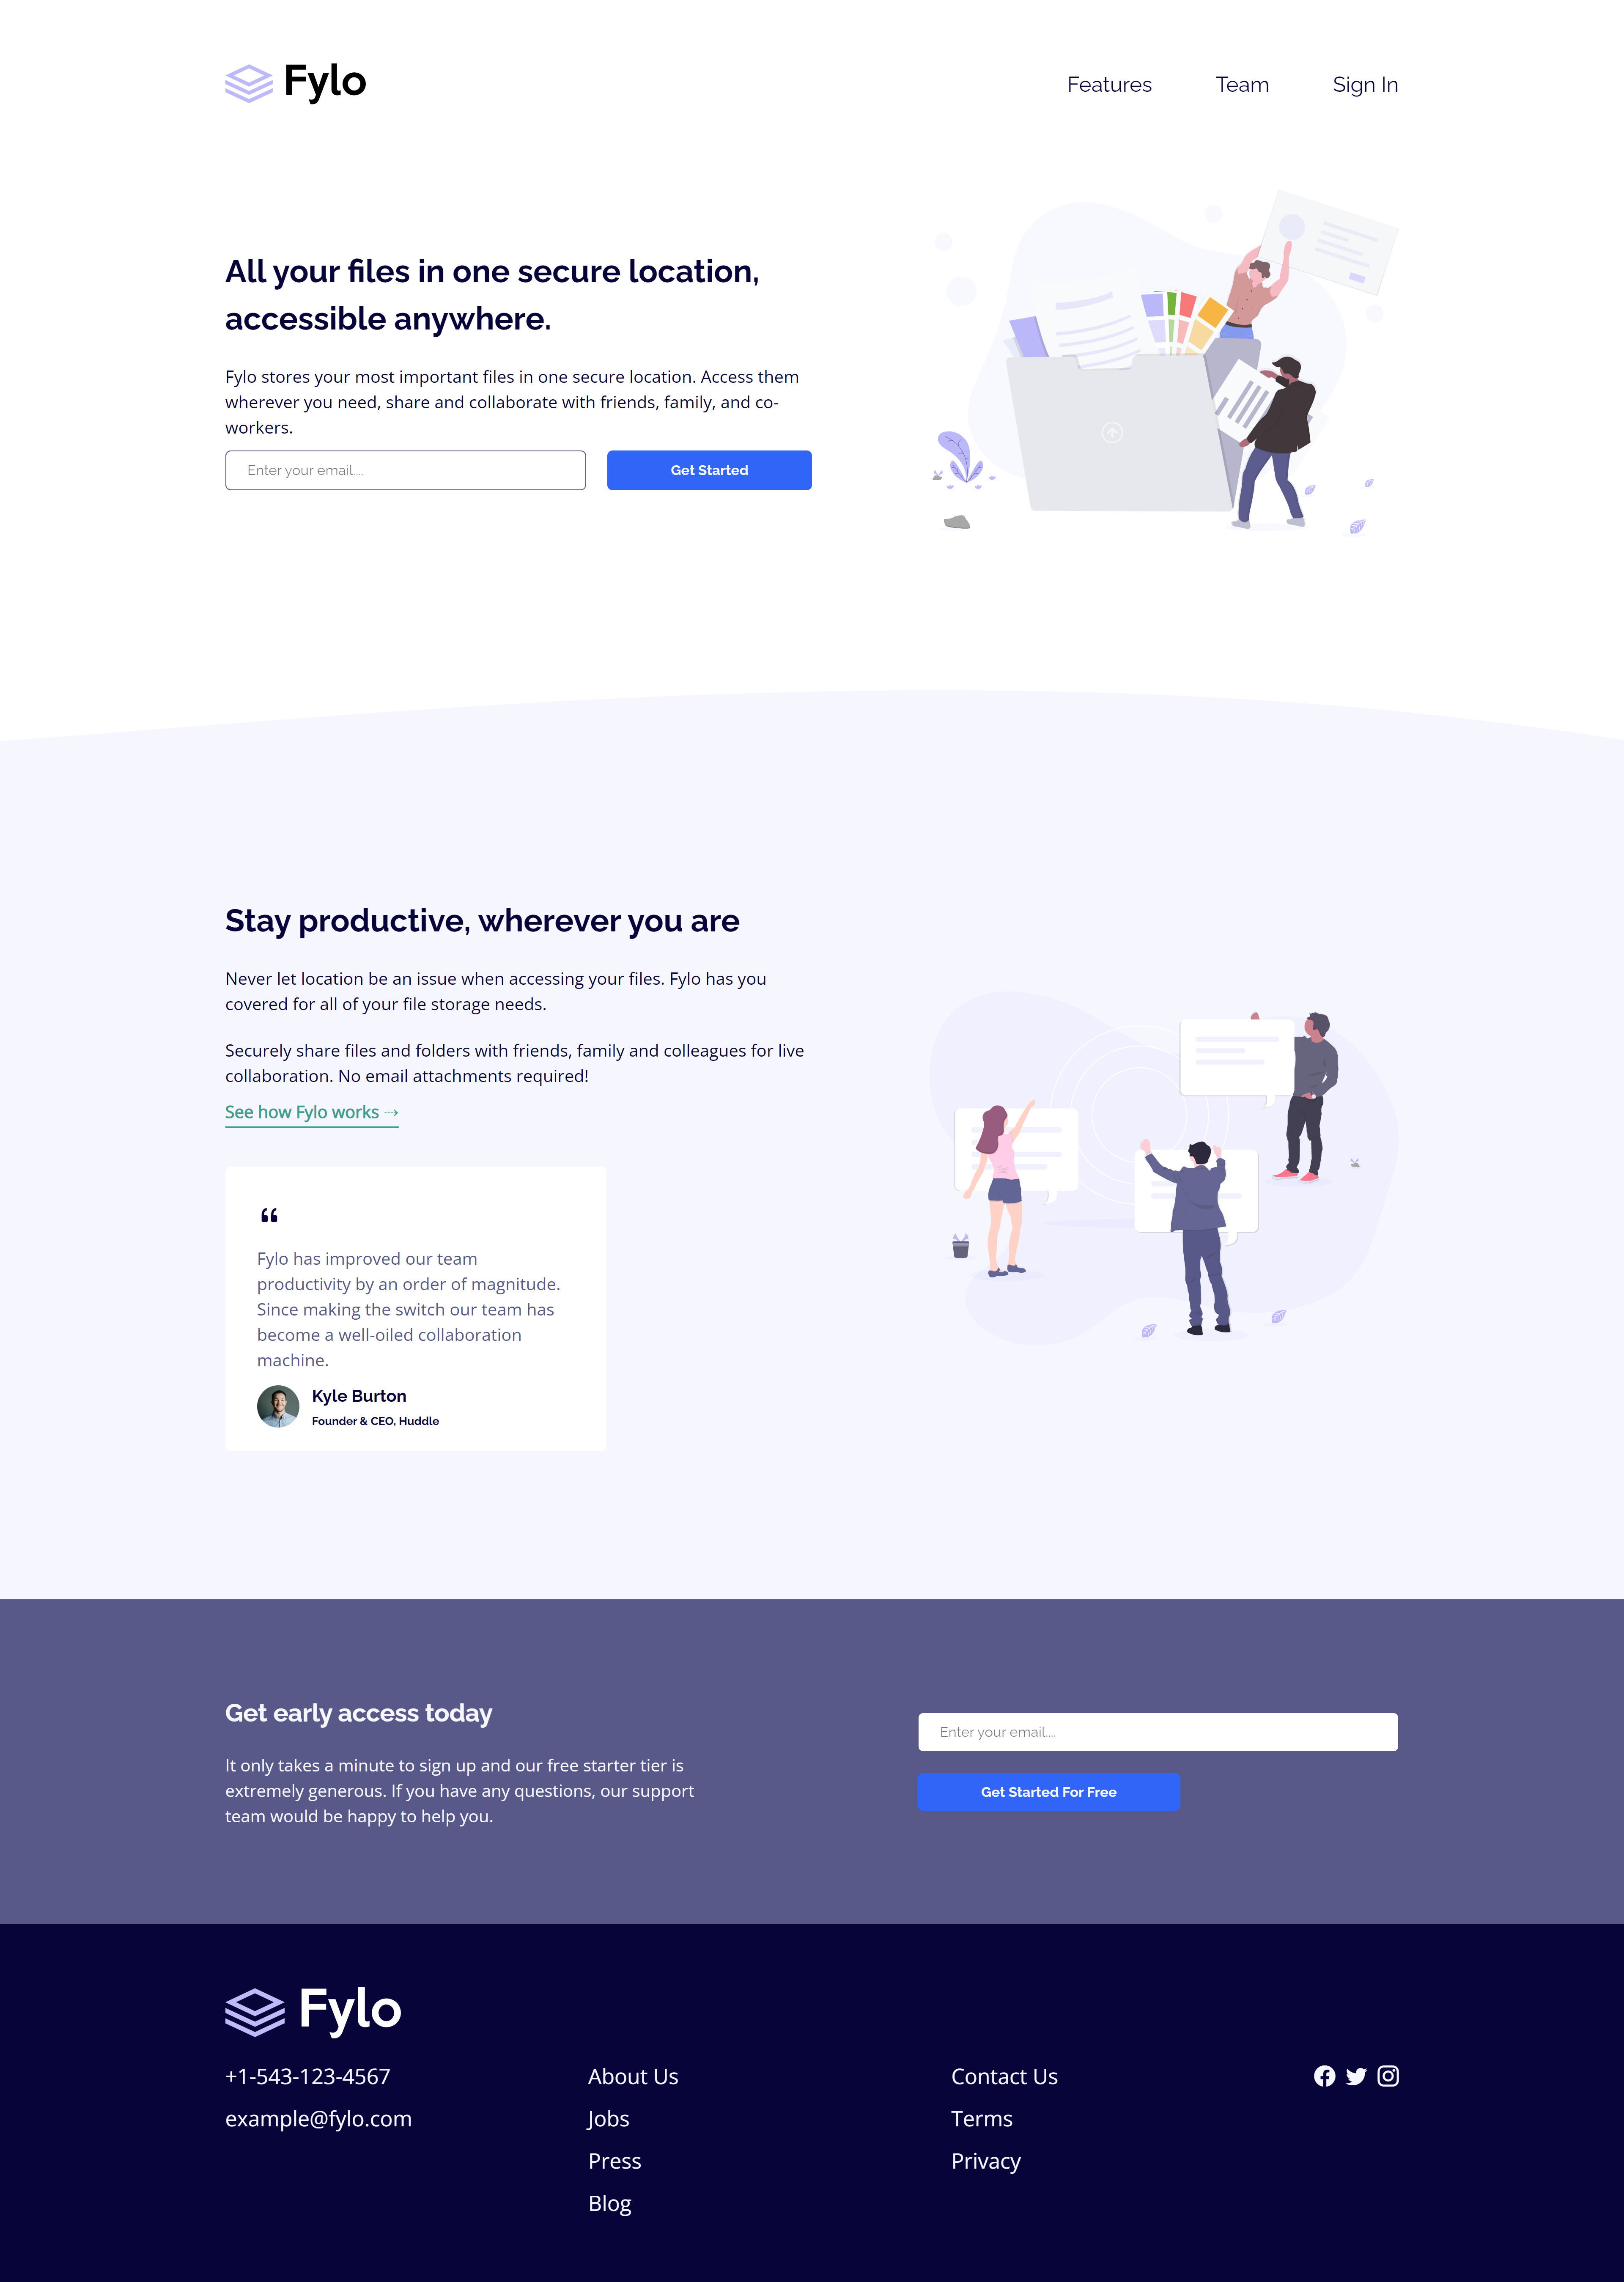 Fylo
Features
Team
Sign In
All your files in one secure location,
accessible anywhere.
Fylo stores your most important files in one secure location. Access them
wherever you need, share and collaborate with friends, family, and co-
workers.
Enter your email....
Get Started
Stay productive, wherever you are
Never let location be an issue when accessing your files. Fylo has you
covered for all of your file storage needs.
Securely share files and folders with friends, family and colleagues for live
collaboration. No email attachments required!
See how Fylo works →
“
Fylo has improved our team
productivity by an order of magnitude.
Since making the switch our team has
become a well-oiled collaboration
machine.
Kyle Burton
Founder & CEO, Huddle
Get early access today
It only takes a minute to sign up and our free starter tier is
extremely generous. If you have any questions, our support
team would be happy to help you.
Enter your email....
Get Started For Free
Fylo
+1-543-123-4567
example@fylo.com
About Us
Jobs
Press
Blog
Contact Us
Terms
Privacy